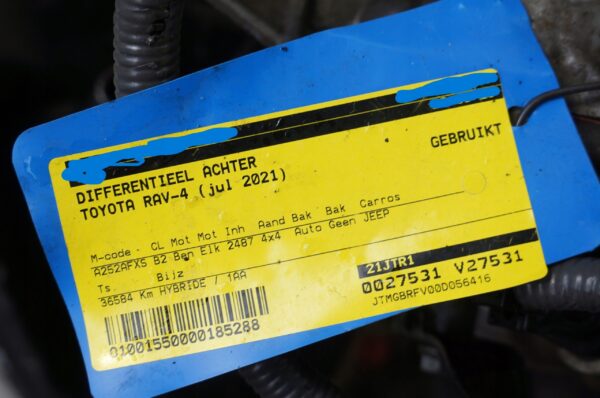 DIFFERENTIEEL ACHTER
GEBRUIKT
TOYOTA RAV-4 (jul 2021)
M-code CL Mot Mot Inh Aand Bak Bak Carros
A252AFXS B2 Ben Elk 2487 4x4 Auto Geen JEEP
Ts Bijz
36584 Km HYBRIDE / 1AA
21JTR1
0027531 V27531
JTMGBRFV00D056416
01001550000185288